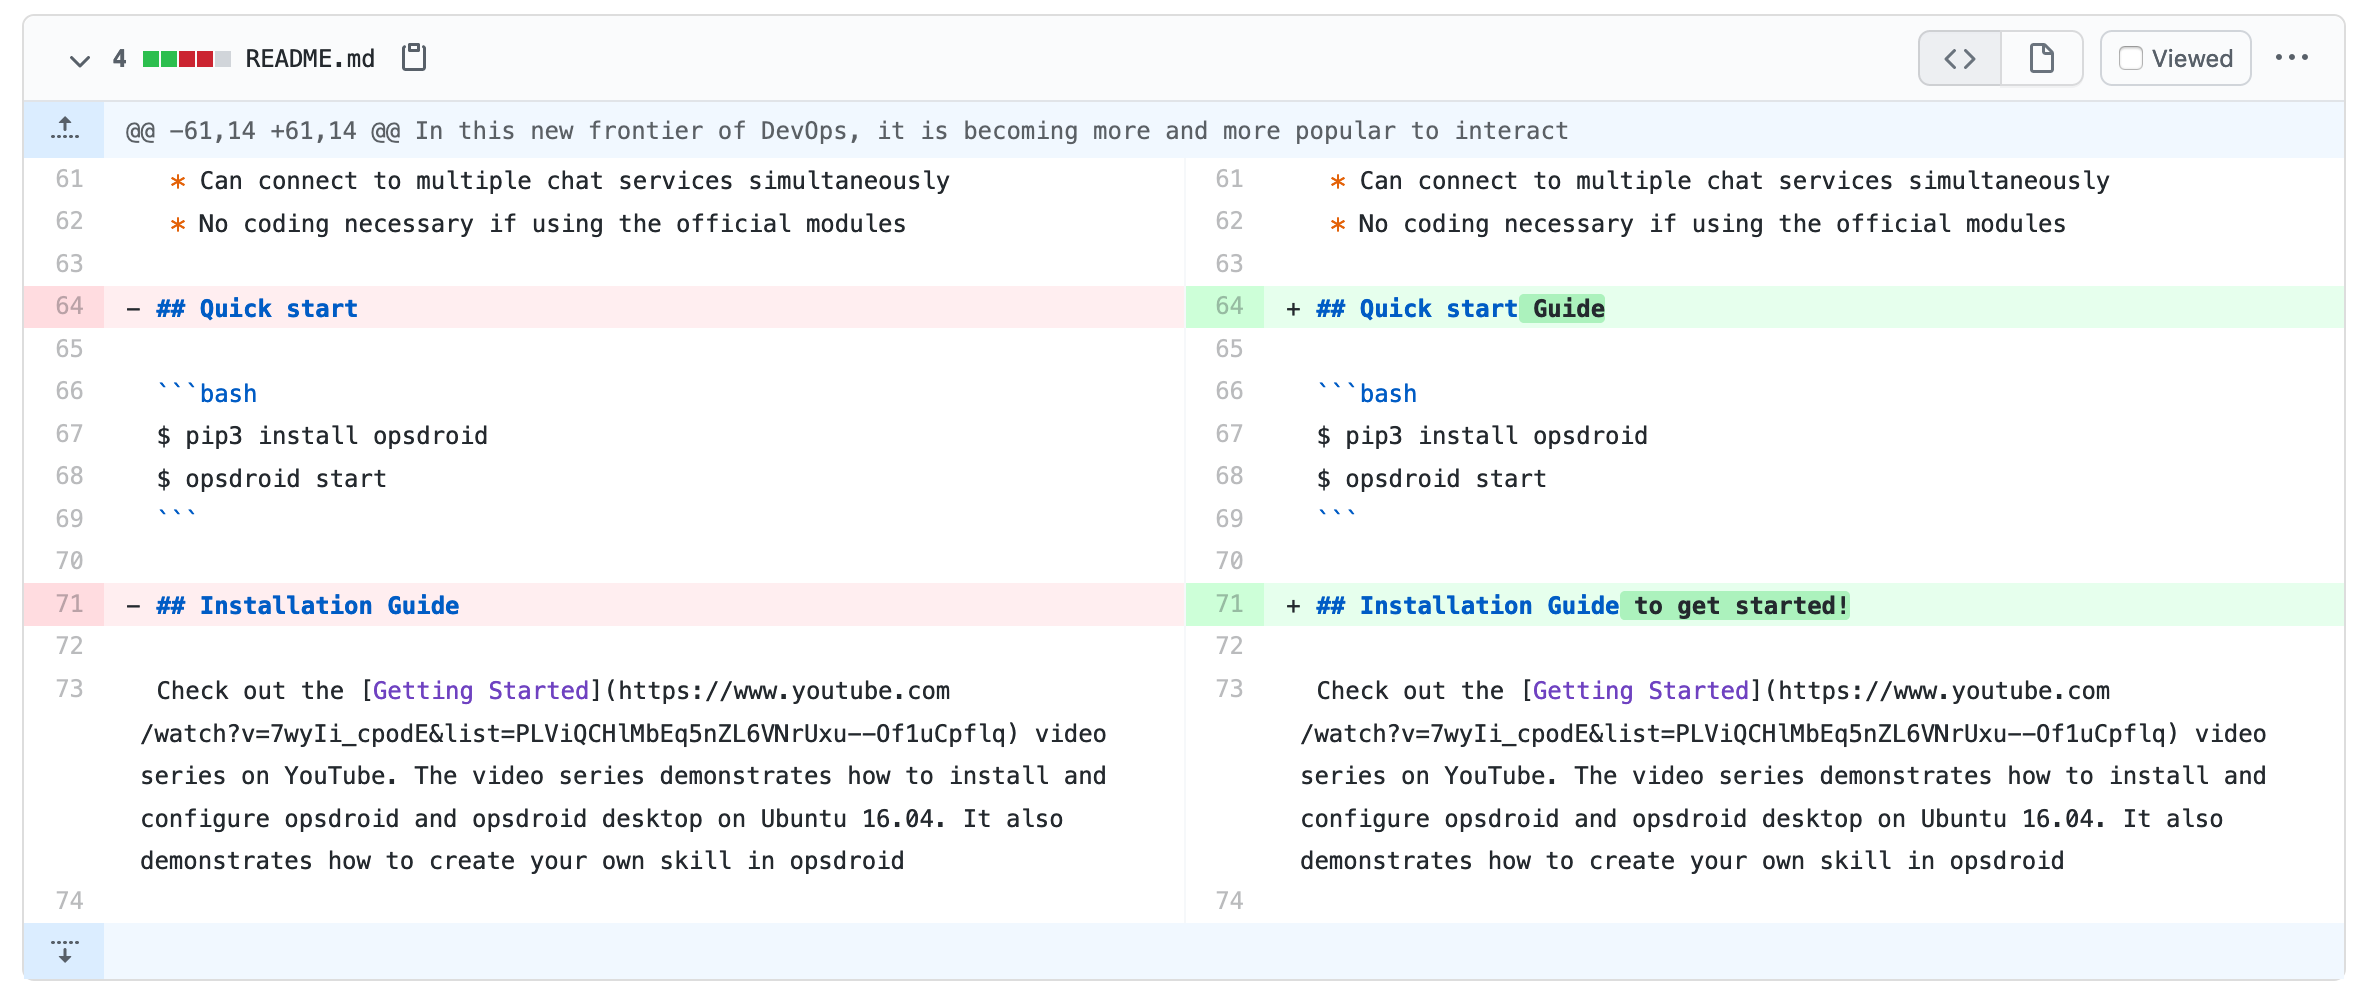 4 README.md Viewed
@@ -61,14 +61,14 @@ In this new frontier of DevOps, it is becoming more and more popular to interact
61 * Can connect to multiple chat services simultaneously
62 * No coding necessary if using the official modules
63
64 - ## Quick start
65
66 ```bash
67 $ pip3 install opsdroid
68 $ opsdroid start
69 ```
70
71 - ## Installation Guide
72
73 Check out the [Getting Started](https://www.youtube.com
/watch?v=7wyIi_cpodE&list=PLViQCHlMbEq5nZL6VNrUxu--Of1uCpflq) video
series on YouTube. The video series demonstrates how to install and
configure opsdroid and opsdroid desktop on Ubuntu 16.04. It also
demonstrates how to create your own skill in opsdroid
74
61 * Can connect to multiple chat services simultaneously
62 * No coding necessary if using the official modules
63
64 + ## Quick start Guide
65
66 ```bash
67 $ pip3 install opsdroid
68 $ opsdroid start
69 ```
70
71 + ## Installation Guide to get started!
72
73 Check out the [Getting Started](https://www.youtube.com
/watch?v=7wyIi_cpodE&list=PLViQCHlMbEq5nZL6VNrUxu--Of1uCpflq) video
series on YouTube. The video series demonstrates how to install and
configure opsdroid and opsdroid desktop on Ubuntu 16.04. It also
demonstrates how to create your own skill in opsdroid
74